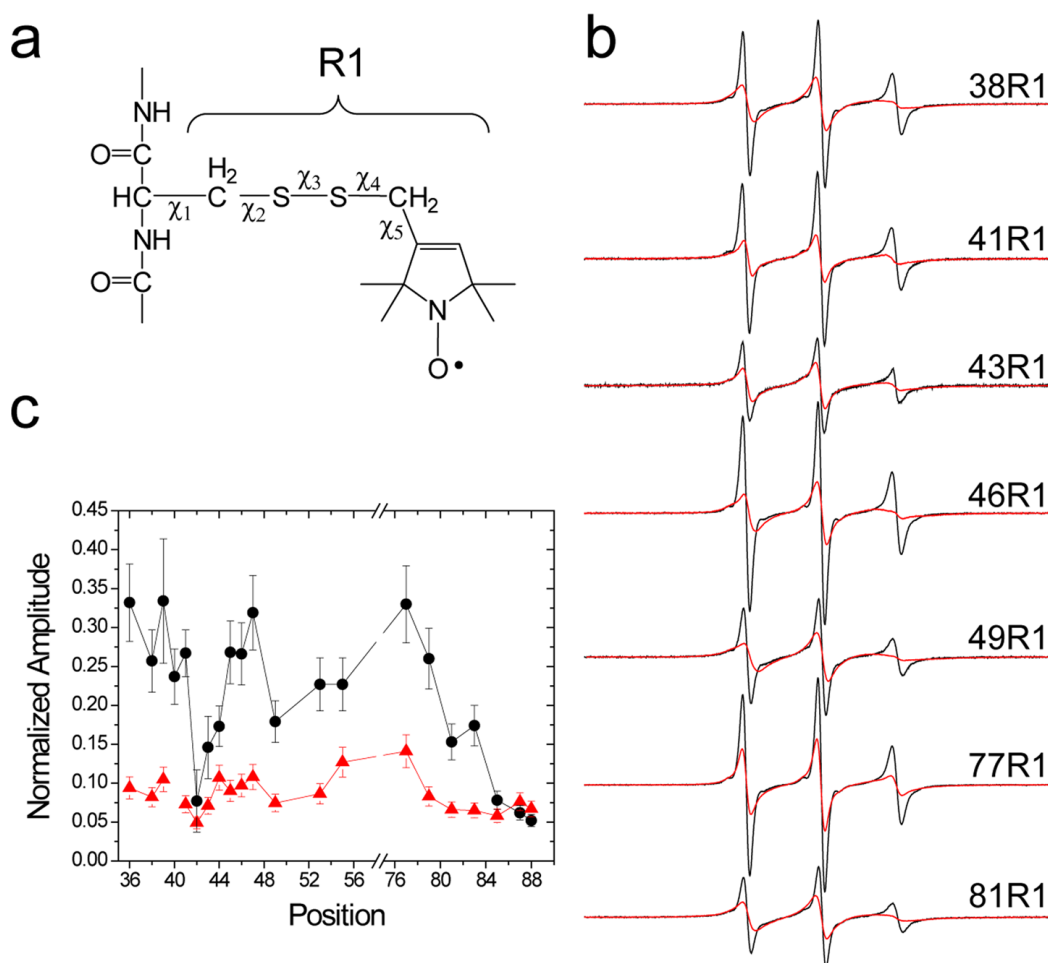 a
R1
NH
O=C
H2
HC
C
S
S
CH2
χ1
χ2
χ3
χ4
χ5
NH
O=C
N
O•
b
38R1
41R1
43R1
46R1
49R1
77R1
81R1
c
Normalized Amplitude
0.45
0.40
0.35
0.30
0.25
0.20
0.15
0.10
0.05
0.00
36 40 44 48 52 56 76 80 84 88
Position